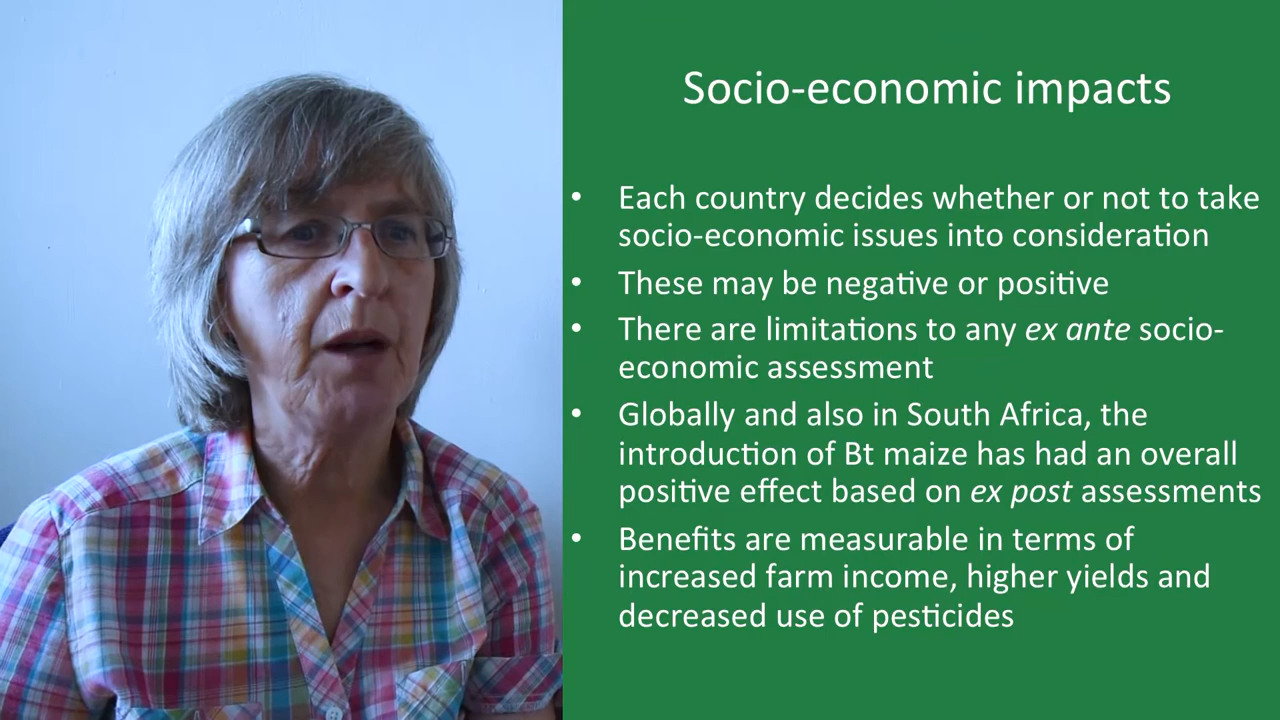 Socio-economic impacts
• Each country decides whether or not to take
socio-economic issues into consideration
• These may be negative or positive
• There are limitations to any ex ante socio-
economic assessment
• Globally and also in South Africa, the
introduction of Bt maize has had an overall
positive effect based on ex post assessments
• Benefits are measurable in terms of
increased farm income, higher yields and
decreased use of pesticides